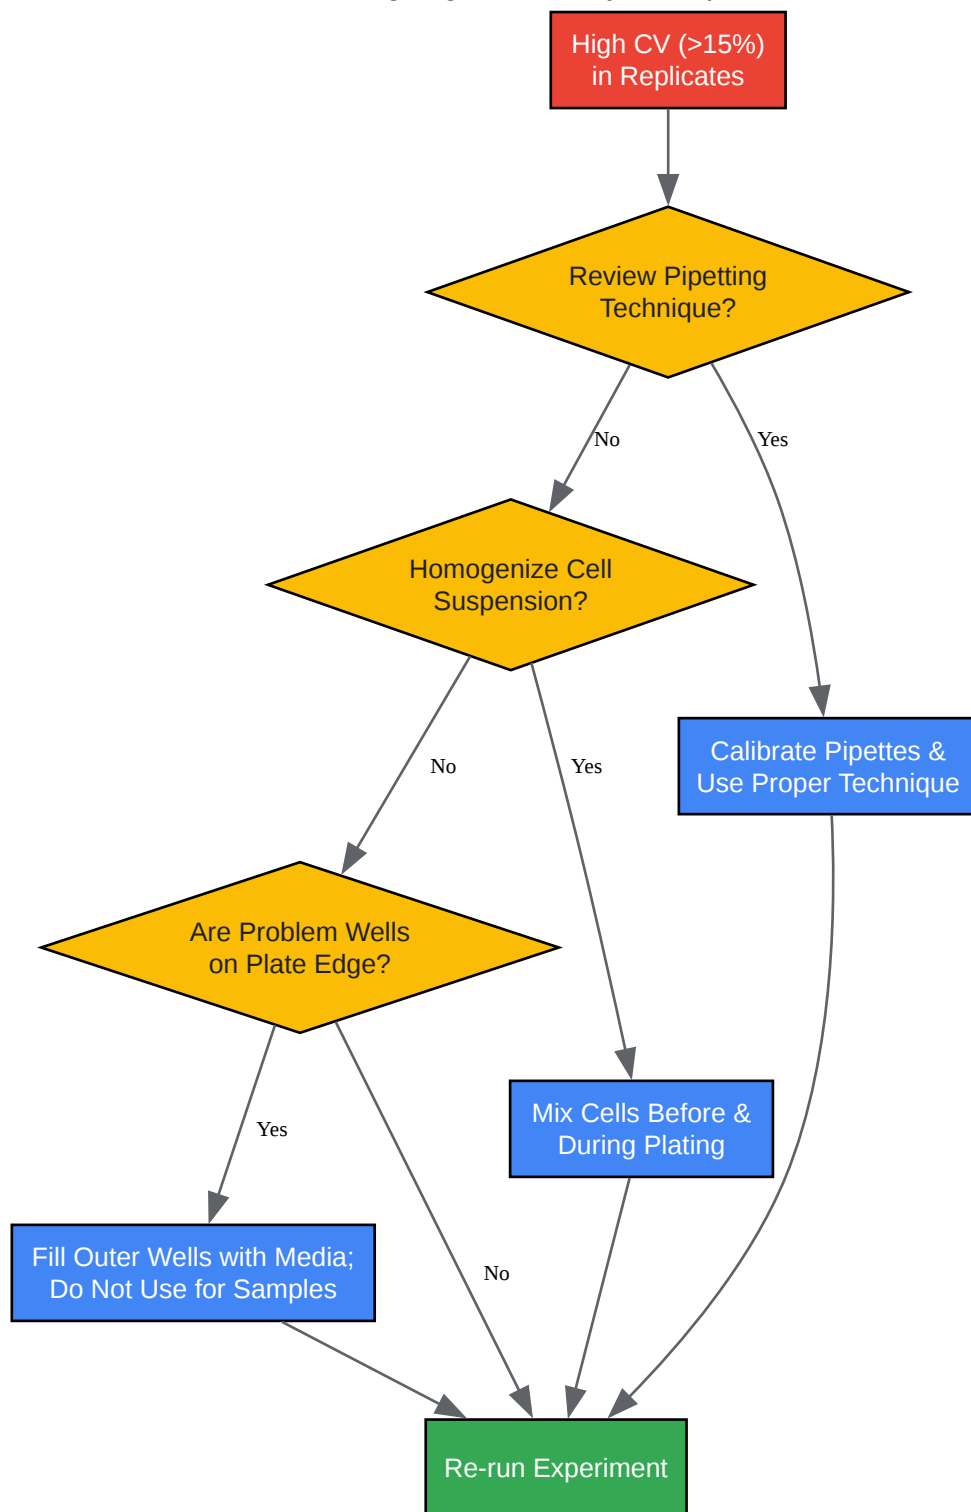 High CV (>15%)
in Replicates
Review Pipetting
Technique?
No
Yes
Homogenize Cell
Suspension?
No
Yes
Calibrate Pipettes &
Use Proper Technique
Are Problem Wells
on Plate Edge?
Yes
No
Mix Cells Before &
During Plating
Fill Outer Wells with Media;
Do Not Use for Samples
Re-run Experiment